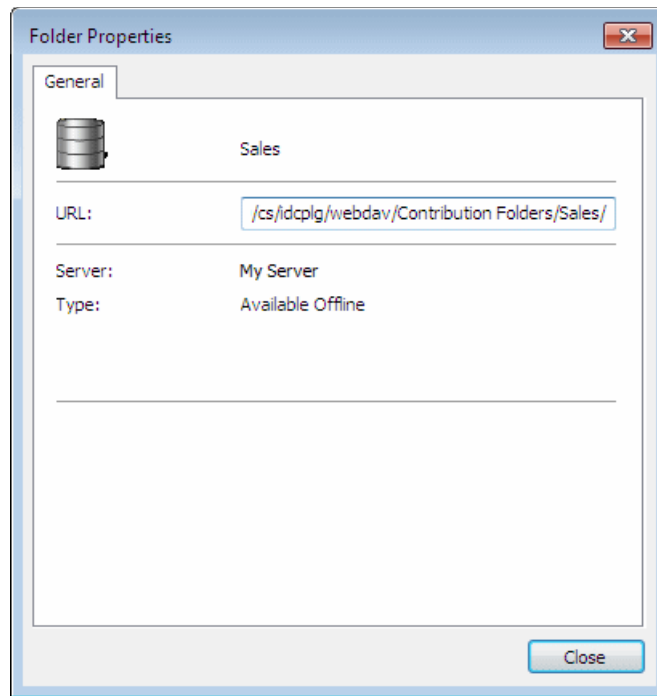 Folder Properties
General
Sales
URL: /cs/idcplg/webdav/Contribution Folders/Sales/
Server: My Server
Type: Available Offline
Close